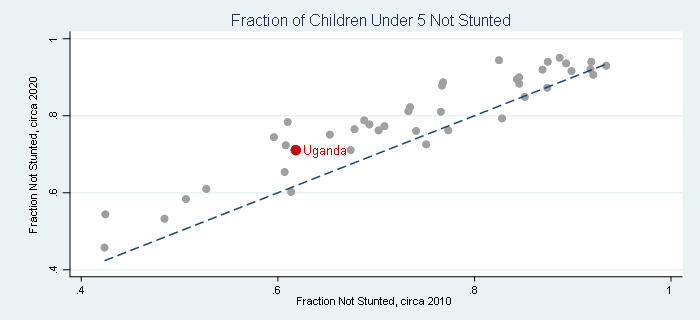 Fraction of Children Under 5 Not Stunted
Fraction Not Stunted, circa 2020
1
.8
.6
.4
Uganda
.4 .6 .8 1
Fraction Not Stunted, circa 2010